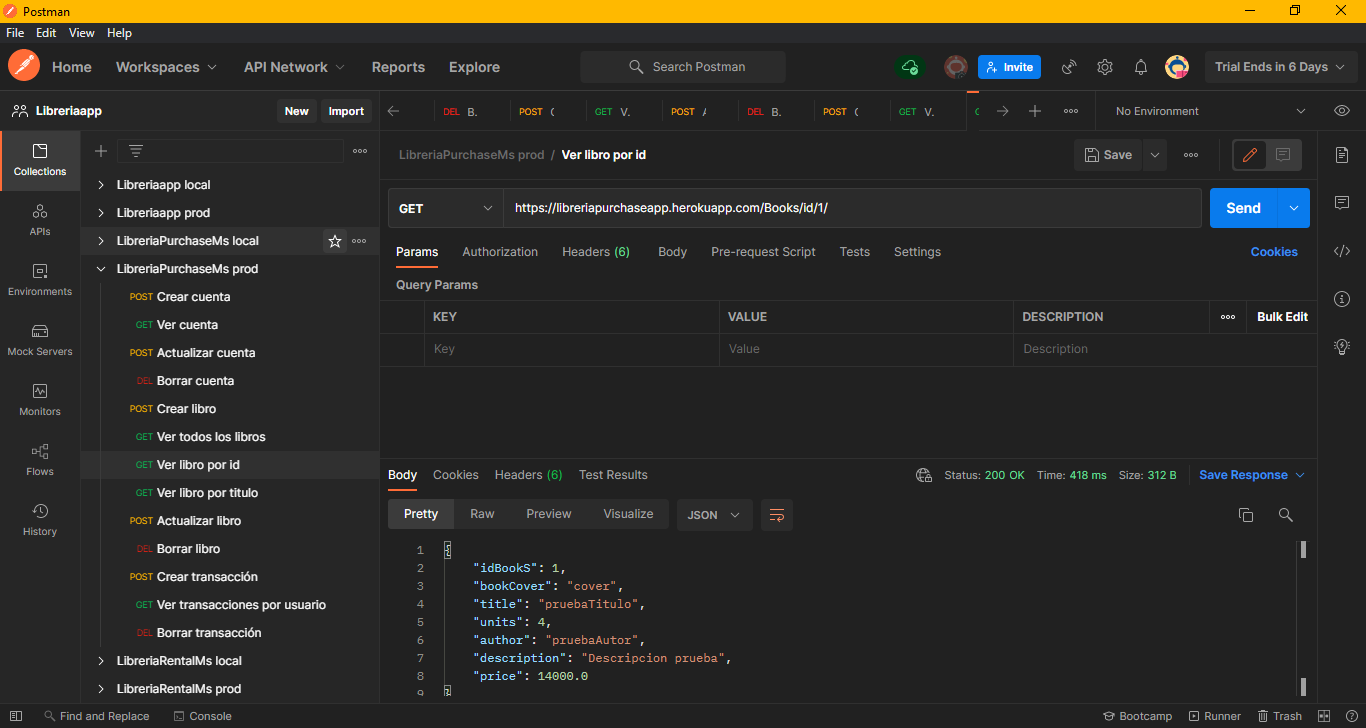 Postman
File Edit View Help
Home Workspaces API Network Reports Explore Search Postman Invite Trial Ends in 6 Days
Libreriaapp New Import DEL B. POST GET V. POST DEL B. POST GET V. No Environment
Collections
APIs
Environments
Mock Servers
Monitors
Flows
History
Libreriaapp local
Libreriaapp prod
LibreriaPurchaseMs local
LibreriaPurchaseMs prod
POST Crear cuenta
GET Ver cuenta
POST Actualizar cuenta
DEL Borrar cuenta
POST Crear libro
GET Ver todos los libros
GET Ver libro por id
GET Ver libro por titulo
POST Actualizar libro
DEL Borrar libro
POST Crear transacción
GET Ver transacciones por usuario
DEL Borrar transacción
LibreriaRentalMs local
LibreriaRentalMs prod
LibreriaPurchaseMs prod / Ver libro por id Save
GET https://libreriapurchaseapp.herokuapp.com/Books/id/1/ Send
Params Authorization Headers (6) Body Pre-request Script Tests Settings Cookies
Query Params
KEY VALUE DESCRIPTION Bulk Edit
Key Value Description
Body Cookies Headers (6) Test Results Status: 200 OK Time: 418 ms Size: 312 B Save Response
Pretty Raw Preview Visualize JSON
1 {
2 "idBookS": 1,
3 "bookCover": "cover",
4 "title": "pruebaTitulo",
5 "units": 4,
6 "author": "pruebaAutor",
7 "description": "Descripcion prueba",
8 "price": 14000.0
9 }
Find and Replace Console Bootcamp Runner Trash